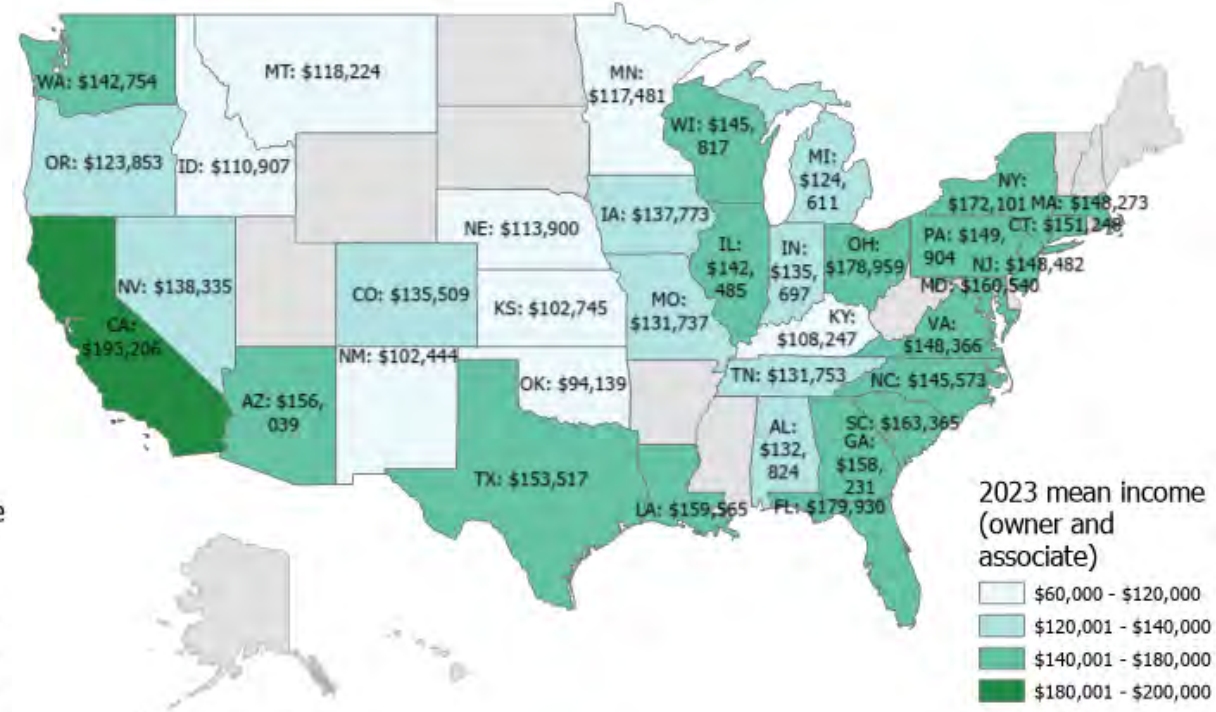 WA: $142,754
MT: $118,224
MN:
$117,481
OR: $123,853
ID: $110,907
WI: $145,
817
MI:
$124,
611
NY:
$172,101
MA: $148,273
CT: $151,248
NE: $113,900
IA: $137,773
PA: $149,
904
NJ: $148,482
MD: $160,540
NV: $138,335
CO: $135,509
IL:
$142,
485
IN:
$135,
697
OH:
$178,959
CA:
$193,206
KS: $102,745
MO:
$131,737
KY:
$108,247
VA:
$148,366
NM: $102,444
OK: $94,139
TN: $131,753
NC: $145,573
AZ: $156,
039
AL:
$132,
824
SC: $163,365
GA:
$158,
231
TX: $153,517
LA: $159,565
FL: $179,930
e
2023 mean income
(owner and
associate)
$60,000 - $120,000
$120,001 - $140,000
$140,001 - $180,000
$180,001 - $200,000